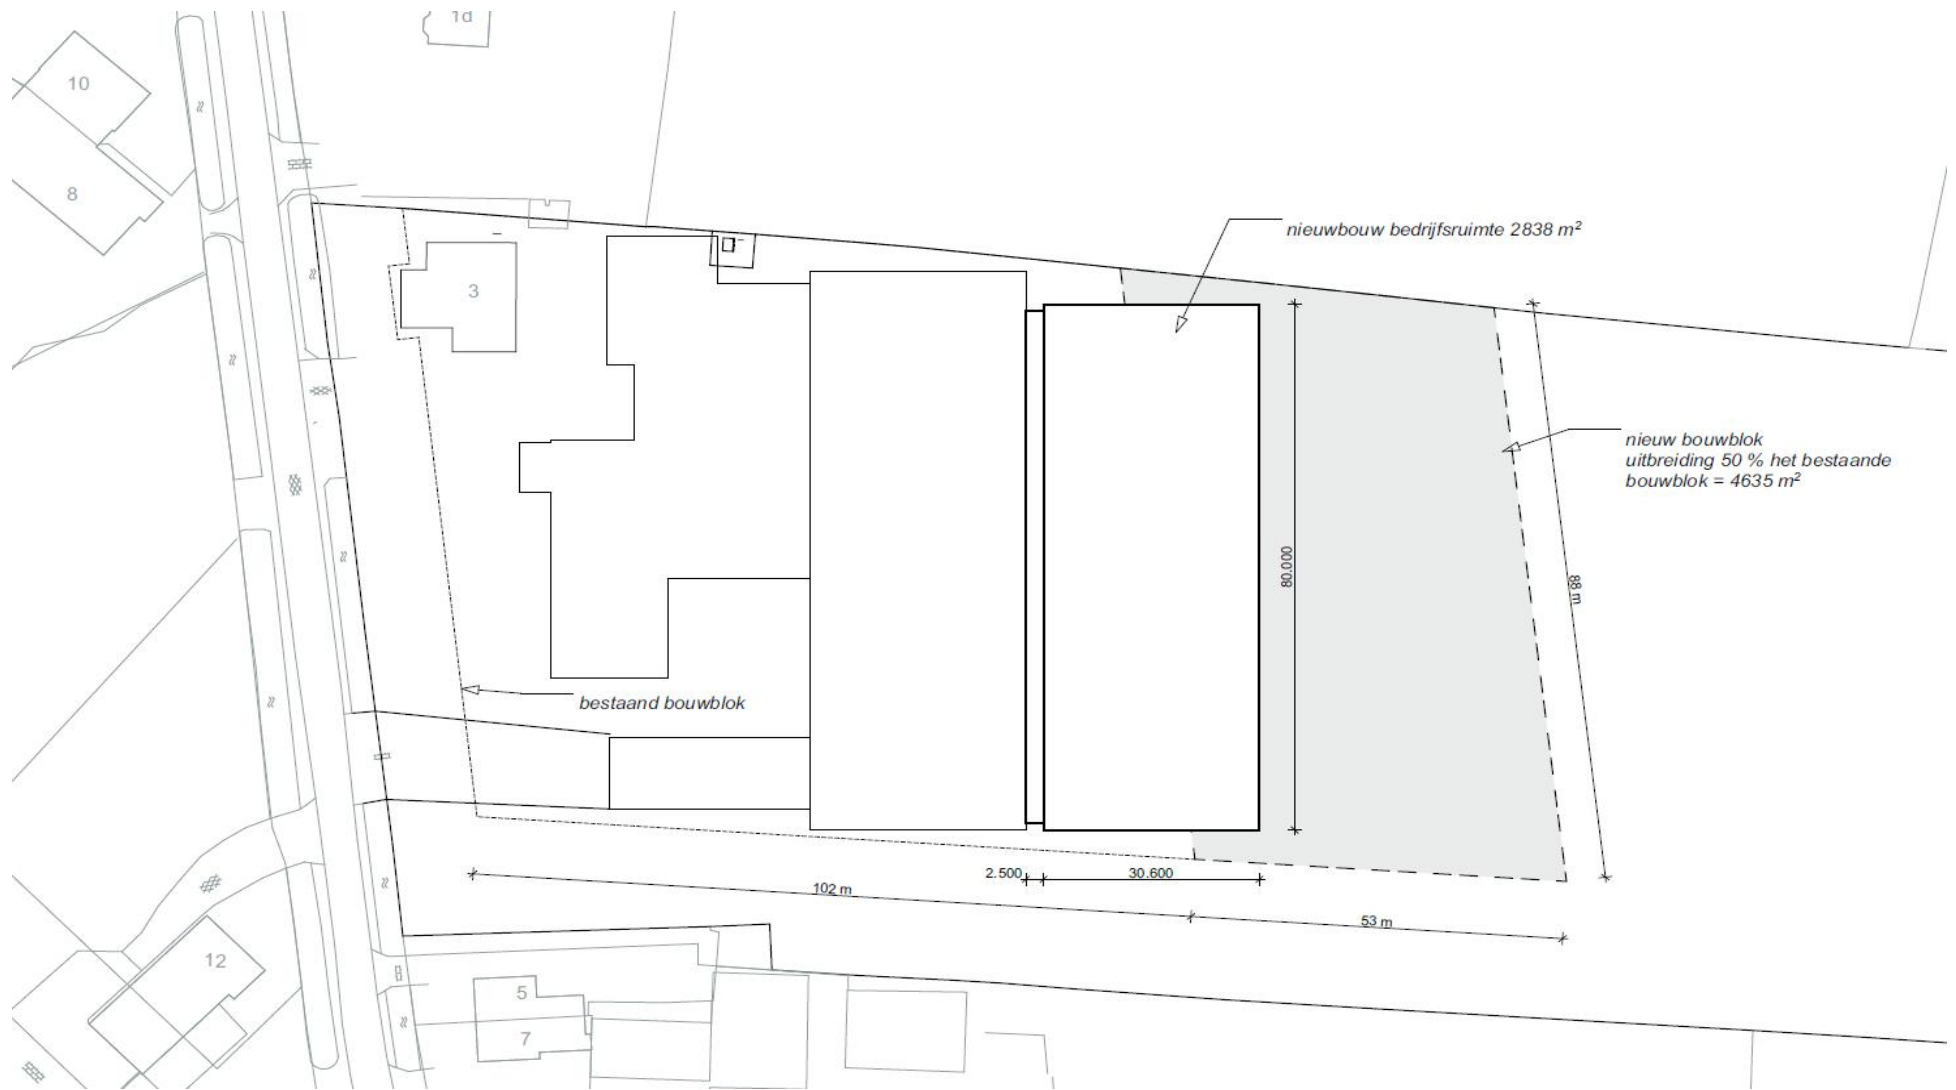 1d
10
8
nieuwbouw bedrijfsruimte 2838 m²
3
nieuw bouwblok
uitbreiding 50 % het bestaande
bouwblok = 4635 m²
80.000
88 m
bestaand bouwblok
2.500
30.600
102 m
53 m
12
5
7